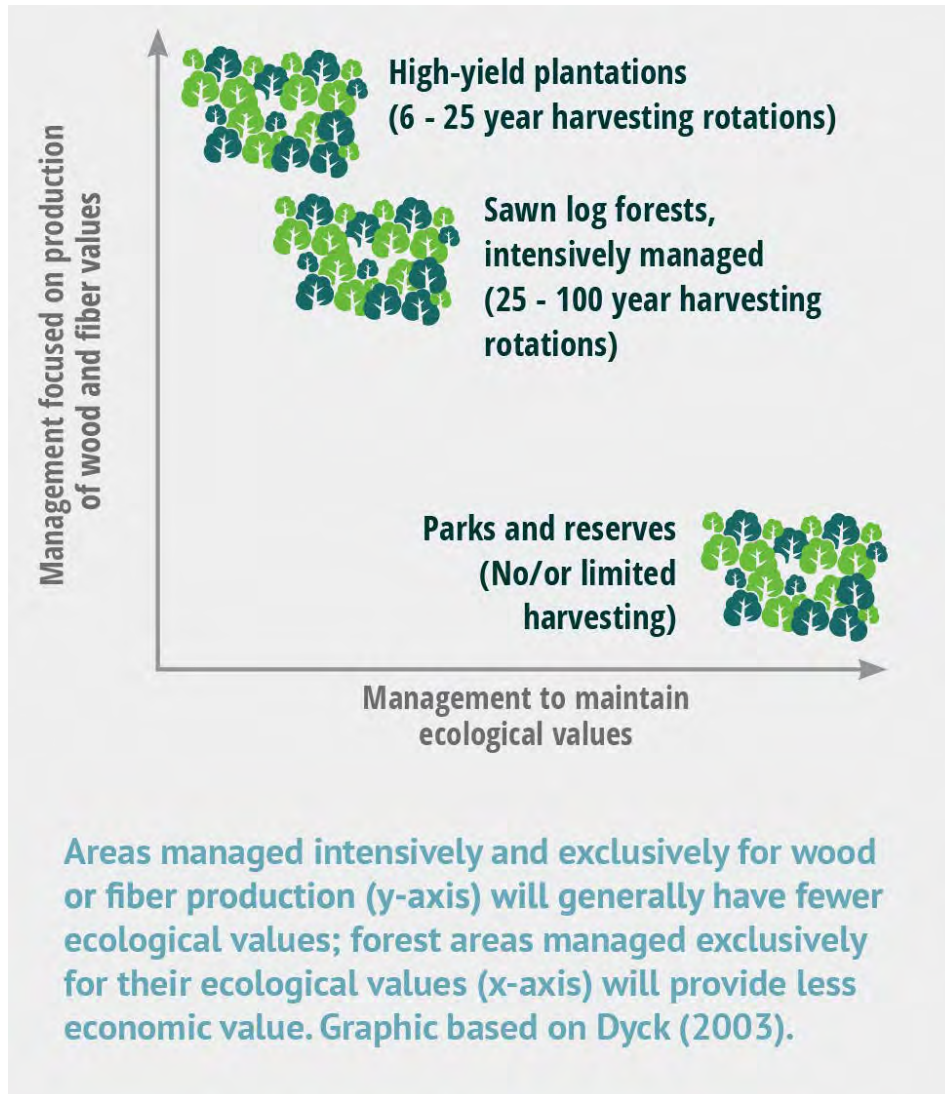 High-yield plantations
(6 - 25 year harvesting rotations)
Sawn log forests,
intensively managed
(25 - 100 year harvesting
rotations)
Management focused on production
of wood and fiber values
Parks and reserves
(No/or limited
harvesting)
Management to maintain
ecological values
Areas managed intensively and exclusively for wood
or fiber production (y-axis) will generally have fewer
ecological values; forest areas managed exclusively
for their ecological values (x-axis) will provide less
economic value. Graphic based on Dyck (2003).